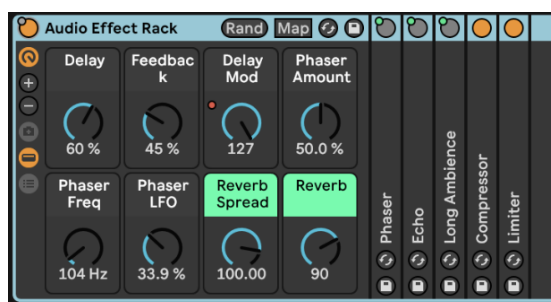 Audio Effect Rack
Rand
Map
Delay
Feedbac
k
Delay
Mod
Phaser
Amount
60 %
45 %
127
50.0 %
Phaser
Freq
Phaser
LFO
Reverb
Spread
Reverb
104 Hz
33.9 %
100.00
90
Phaser
Echo
Long Ambience
Compressor
Limiter